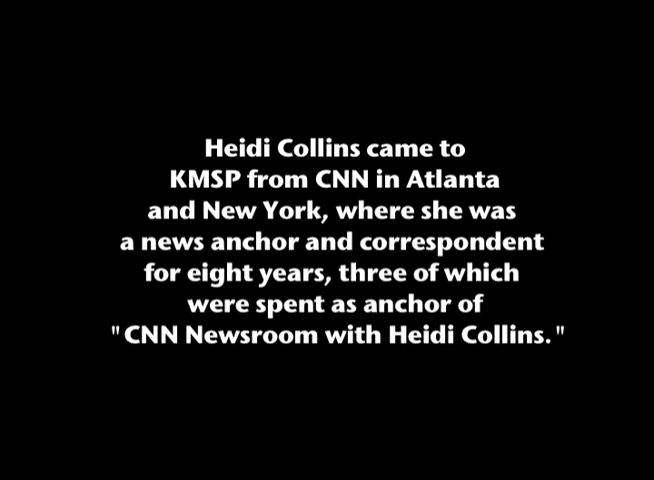 Heidi Collins came to
KMSP from CNN in Atlanta
and New York, where she was
a news anchor and correspondent
for eight years, three of which
were spent as anchor of
"CNN Newsroom with Heidi Collins."